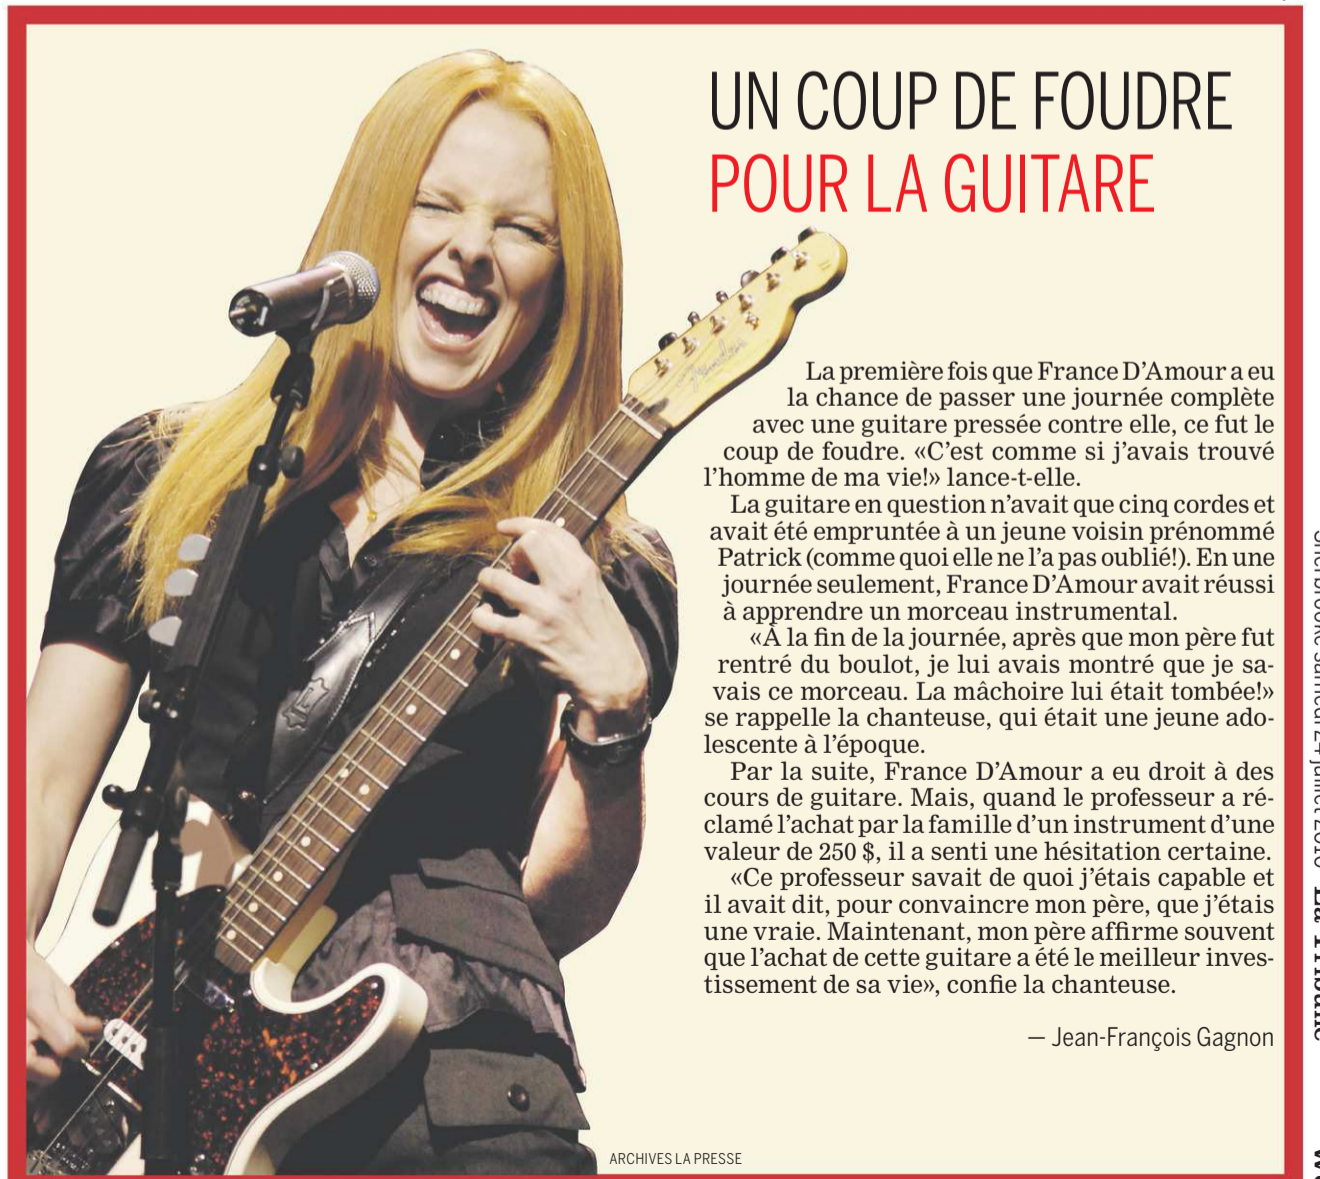 UN COUP DE FOUDRE
POUR LA GUITARE
Fender
La première fois que France D’Amour a eu
la chance de passer une journée complète
avec une guitare pressée contre elle, ce fut le
coup de foudre. «C’est comme si j’avais trouvé
l’homme de ma vie!» lance-t-elle.
La guitare en question n’avait que cinq cordes et
avait été empruntée à un jeune voisin prénommé
Patrick (comme quoi elle ne l’a pas oublié!). En une
journée seulement, France D’Amour avait réussi
à apprendre un morceau instrumental.
«À la fin de la journée, après que mon père fut
rentré du boulot, je lui avais montré que je sa-
vais ce morceau. La mâchoire lui était tombée!»
se rappelle la chanteuse, qui était une jeune ado-
lescente à l’époque.
Par la suite, France D’Amour a eu droit à des
cours de guitare. Mais, quand le professeur a ré-
clamé l’achat par la famille d’un instrument d’une
valeur de 250 $, il a senti une hésitation certaine.
«Ce professeur savait de quoi j’étais capable et
il avait dit, pour convaincre mon père, que j’étais
une vraie. Maintenant, mon père affirme souvent
que l’achat de cette guitare a été le meilleur inves-
tissement de sa vie», confie la chanteuse.
— Jean-François Gagnon
ARCHIVES LA PRESSE